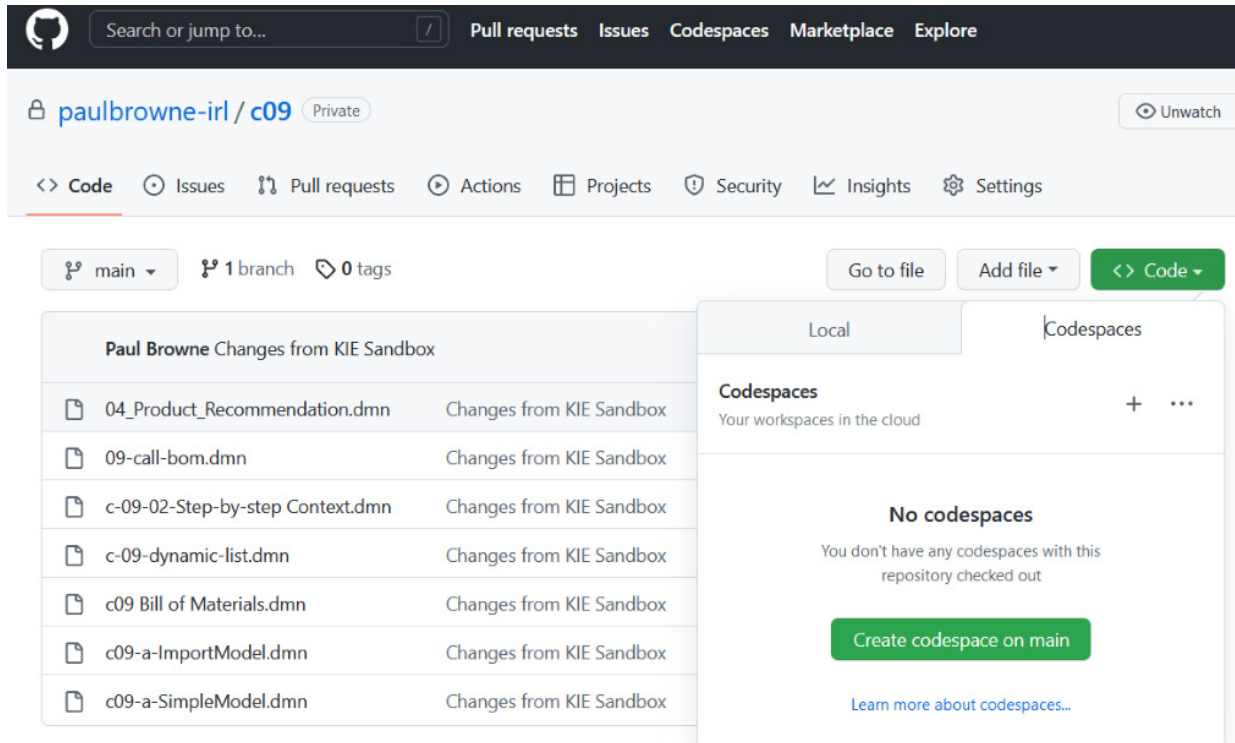 Search or jump to... / Pull requests Issues Codespaces Marketplace Explore
paulbrowne-irl / c09 Private Unwatch
<> Code Issues Pull requests Actions Projects Security Insights Settings
main 1 branch 0 tags Go to file Add file <> Code
Local Codespaces
Paul Browne Changes from KIE Sandbox
Codespaces
Your workspaces in the cloud
+ ...
04_Product_Recommendation.dmn Changes from KIE Sandbox
09-call-bom.dmn Changes from KIE Sandbox
c-09-02-Step-by-step Context.dmn Changes from KIE Sandbox
c-09-dynamic-list.dmn Changes from KIE Sandbox
c09 Bill of Materials.dmn Changes from KIE Sandbox
c09-a-ImportModel.dmn Changes from KIE Sandbox
c09-a-SimpleModel.dmn Changes from KIE Sandbox
No codespaces
You don't have any codespaces with this
repository checked out
Create codespace on main
Learn more about codespaces...